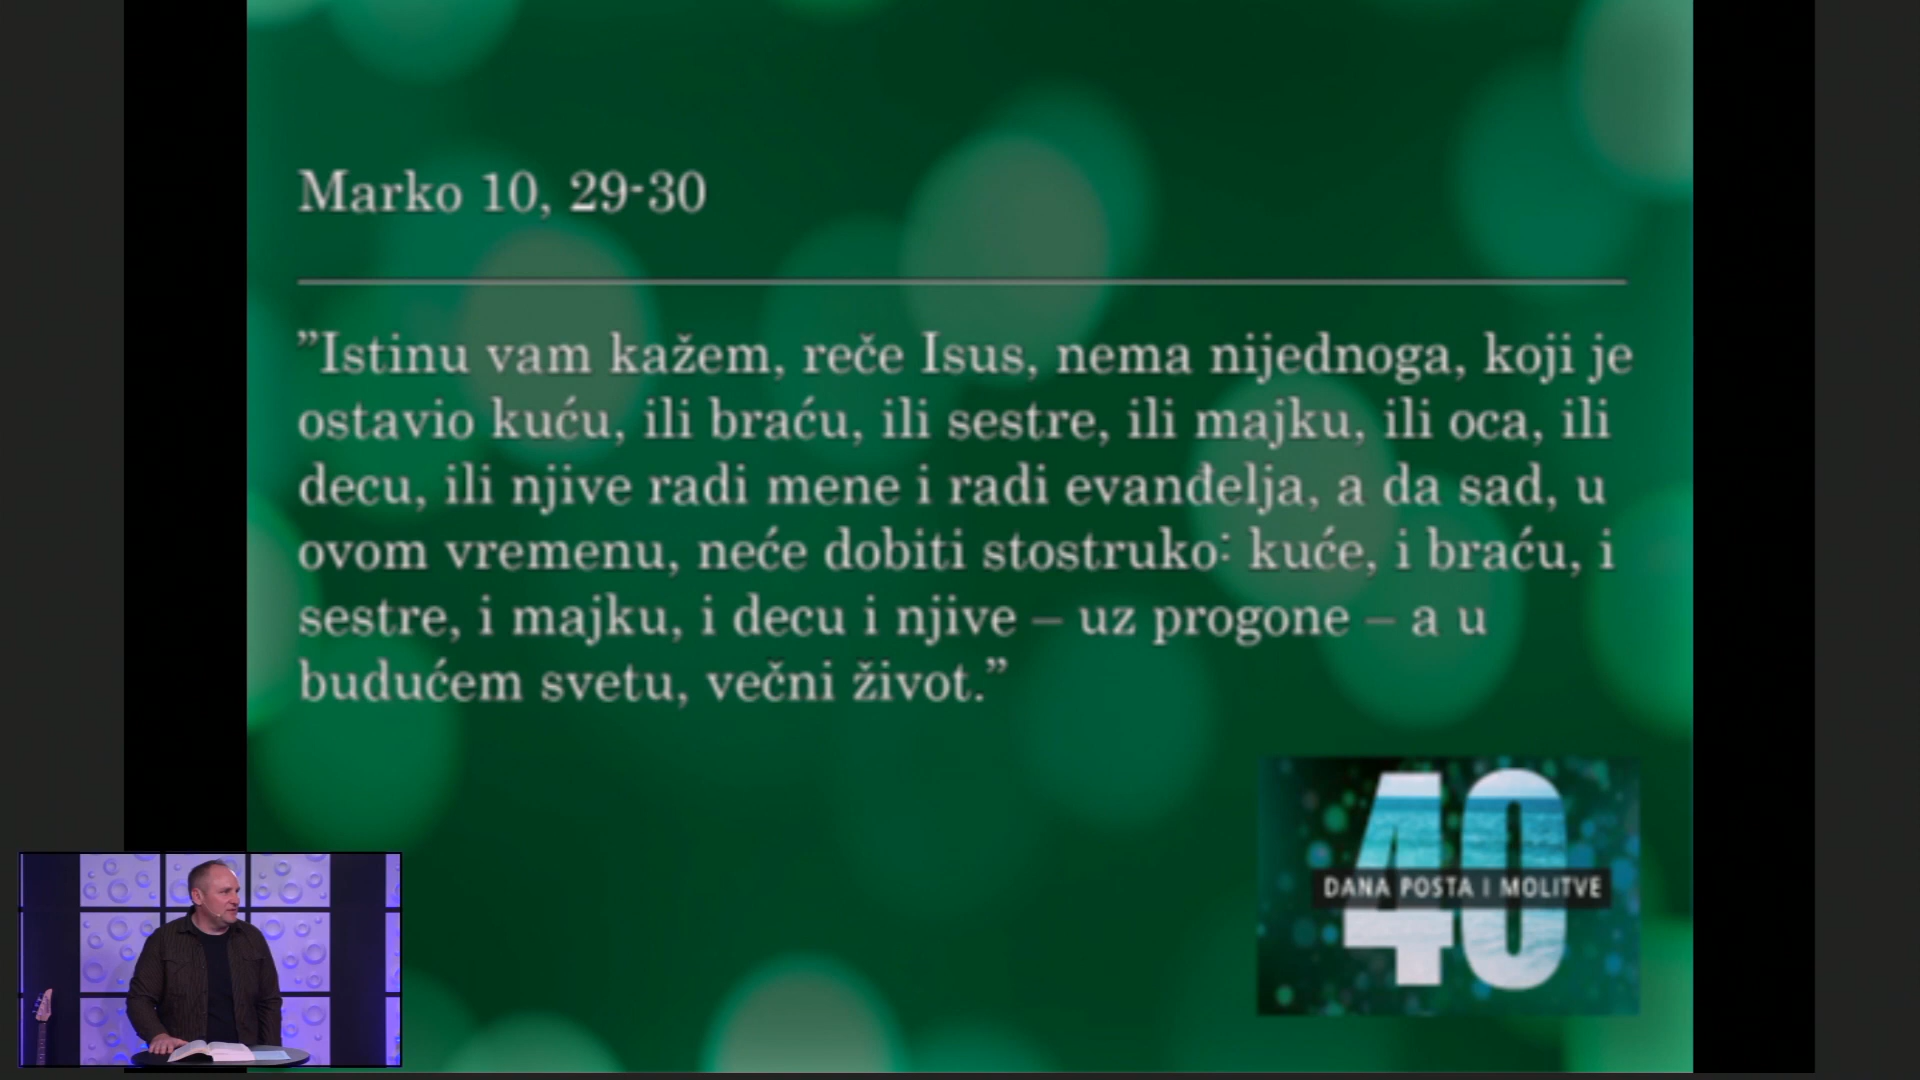 Marko 10, 29-30
”Istinu vam kažem, reče Isus, nema nijednoga, koji je
ostavio kuću, ili braću, ili sestre, ili majku, ili oca, ili
decu, ili njive radi mene i radi evanđelja, a da sad, u
ovom vremenu, neće dobiti stostruko: kuće, i braću, i
sestre, i majku, i decu i njive – uz progone – a u
budućem svetu, večni život.”
40
DANA POSTA I MOLITVE